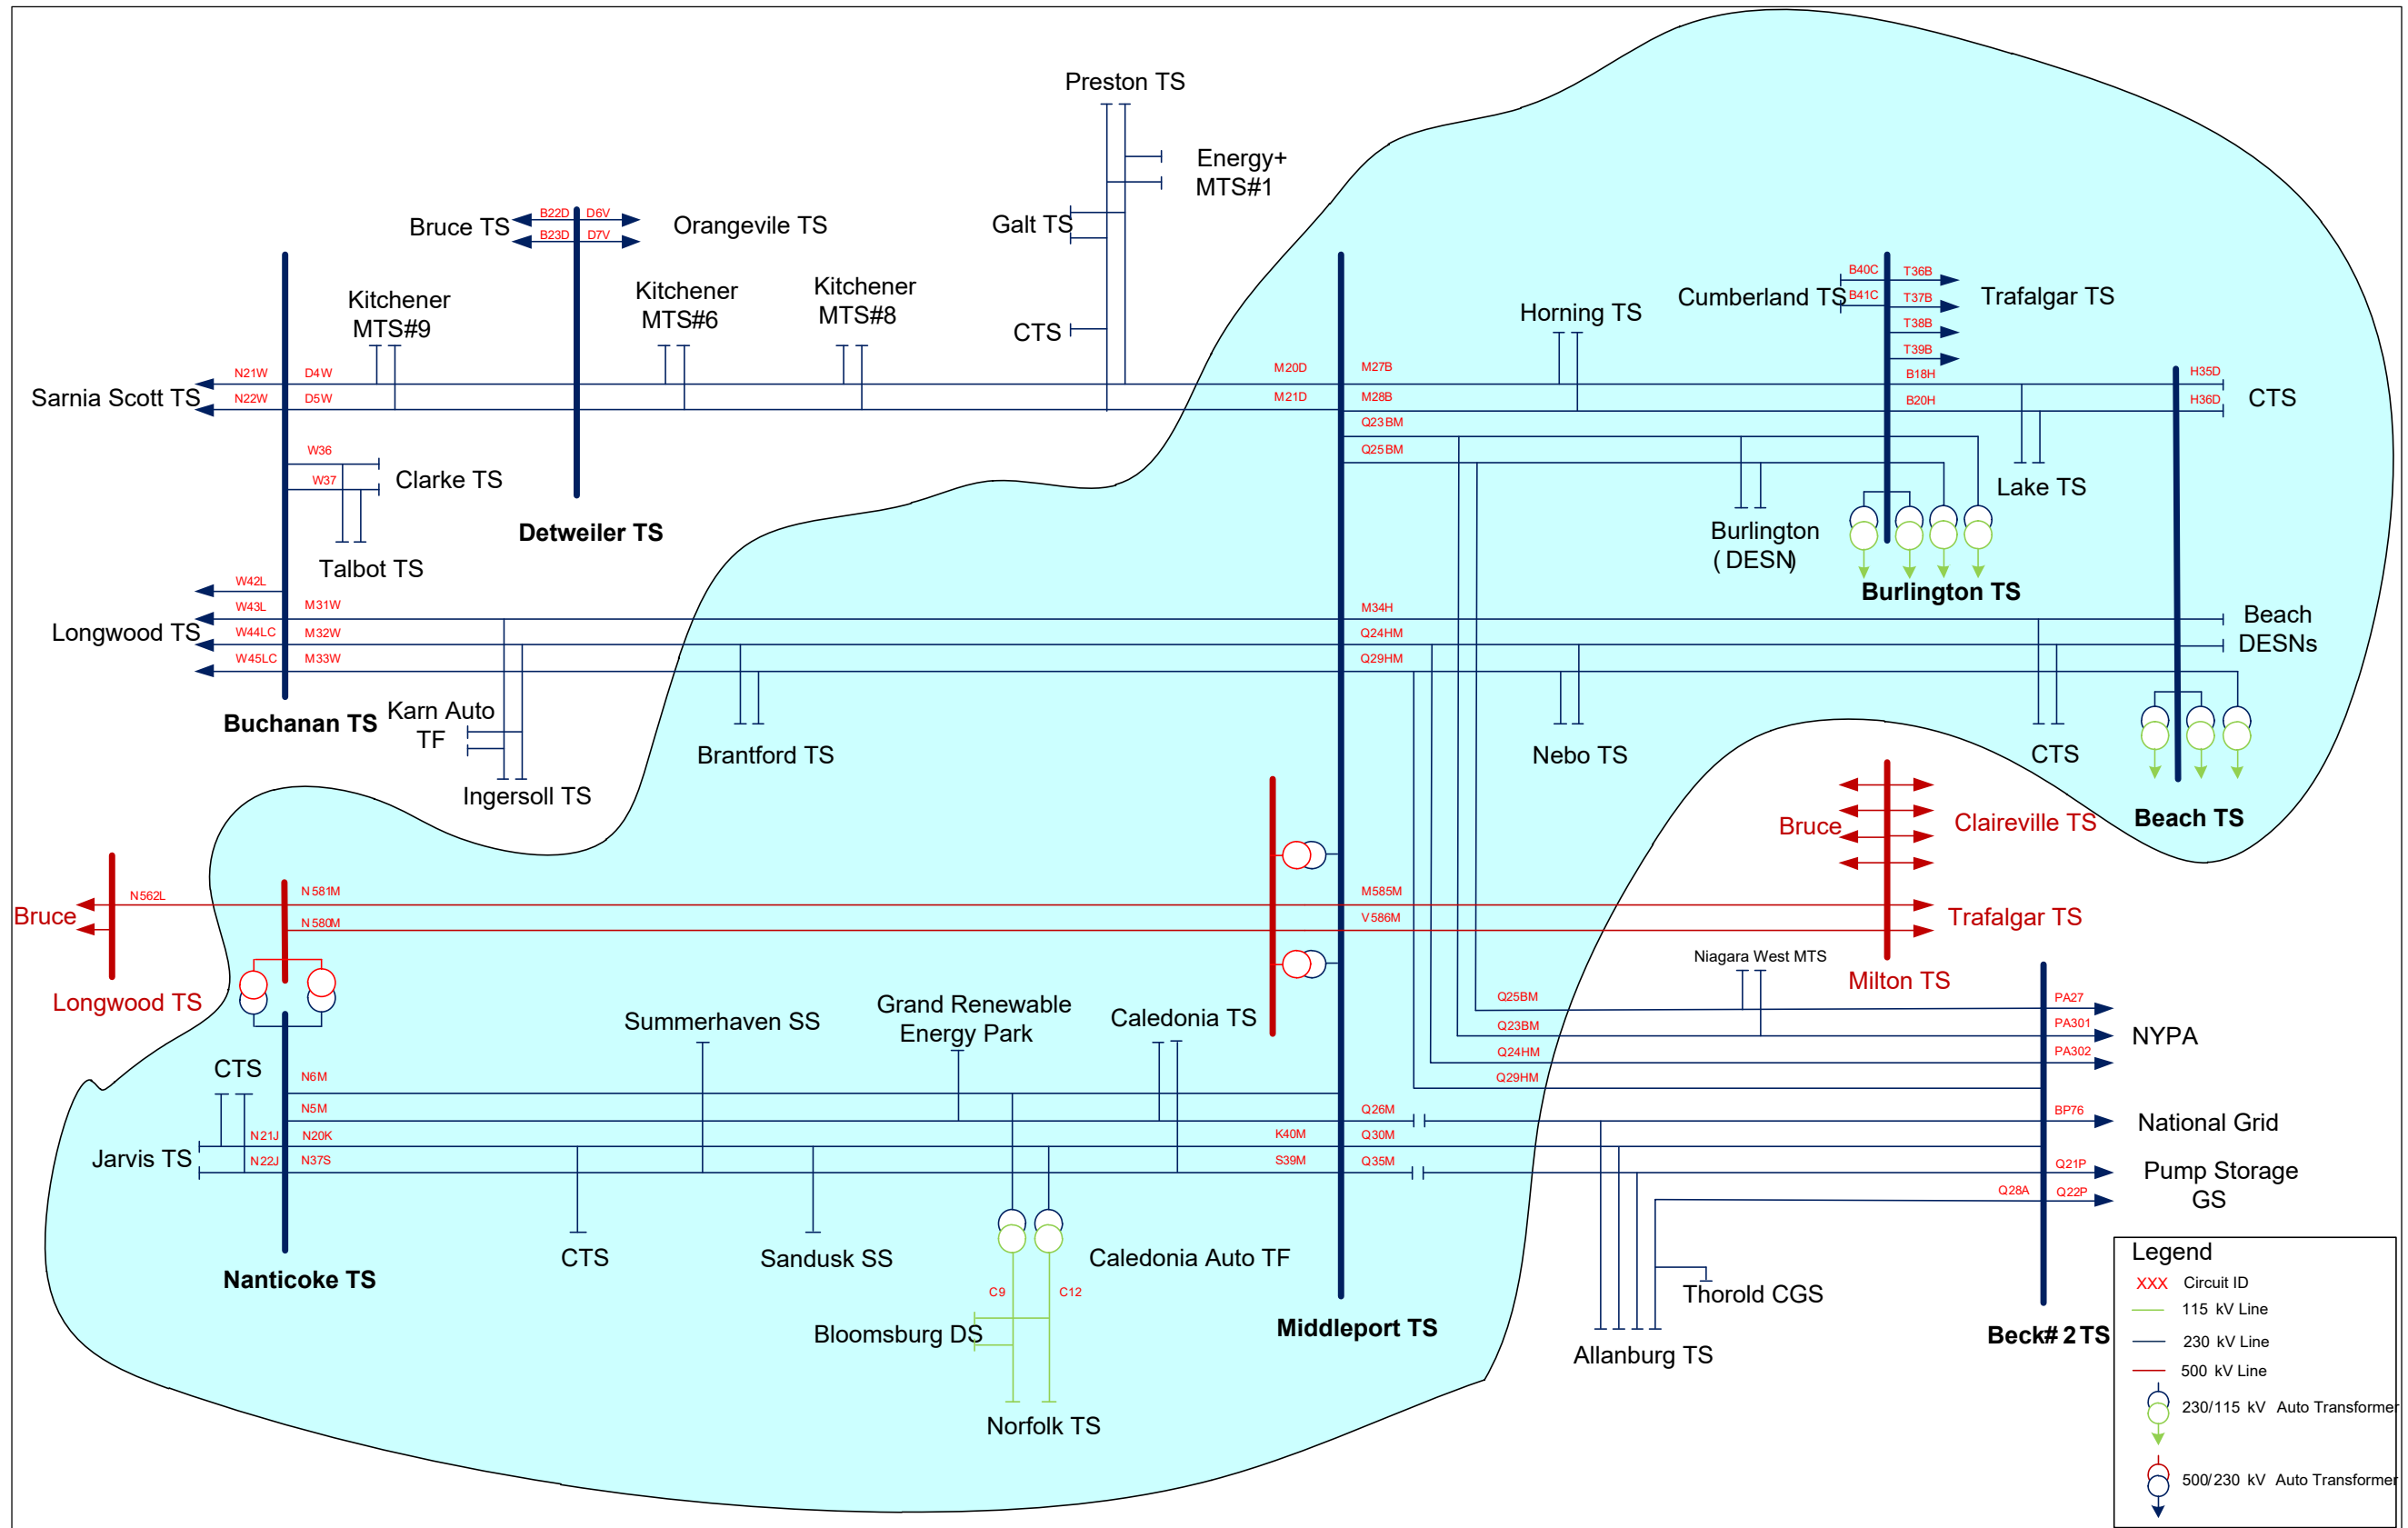 Preston TS
Energy+
MTS#1
Galt TS
CTS
Bruce TS
B22D
D6V
B23D
D7V
Orangevile TS
Kitchener
MTS#9
Kitchener
MTS#6
Kitchener
MTS#8
Sarnia Scott TS
N21W
D4W
N22W
D5W
M20D
M27B
M21D
M28B
Q23BM
Q25BM
Horning TS
Cumberland TS
B40C
T36B
B41C
T37B
T38B
T39B
Trafalgar TS
B18H
B20H
H35D
H36D
CTS
Lake TS
W36
W37
Clarke TS
Talbot TS
Detweiler TS
Burlington
( DESN)
Burlington TS
W42L
W43L
M31W
W44LC
M32W
W45LC
M33W
Longwood TS
M34H
Q24HM
Q29HM
Beach
DESNs
Buchanan TS
Karn Auto
TF
Ingersoll TS
Brantford TS
Nebo TS
CTS
Beach TS
Bruce
Claireville TS
Bruce
N562L
N581M
N580M
M585M
V586M
Trafalgar TS
Longwood TS
Milton TS
Niagara West MTS
Summerhaven SS
Grand Renewable
Energy Park
Caledonia TS
Q25BM
Q23BM
Q24HM
Q29HM
PA27
PA301
PA302
NYPA
CTS
N6M
N5M
N21J
N20K
N22J
N37S
Jarvis TS
Q26M
K40M
Q30M
S39M
Q35M
BP76
National Grid
Q21P
Q28A
Q22P
Pump Storage
GS
CTS
Sandusk SS
Caledonia Auto TF
Nanticoke TS
C9
C12
Bloomsburg DS
Norfolk TS
Middleport TS
Thorold CGS
Allanburg TS
Beck# 2 TS
Legend
XXX Circuit ID
115 kV Line
230 kV Line
500 kV Line
230/115 kV Auto Transformer
500/230 kV Auto Transformer